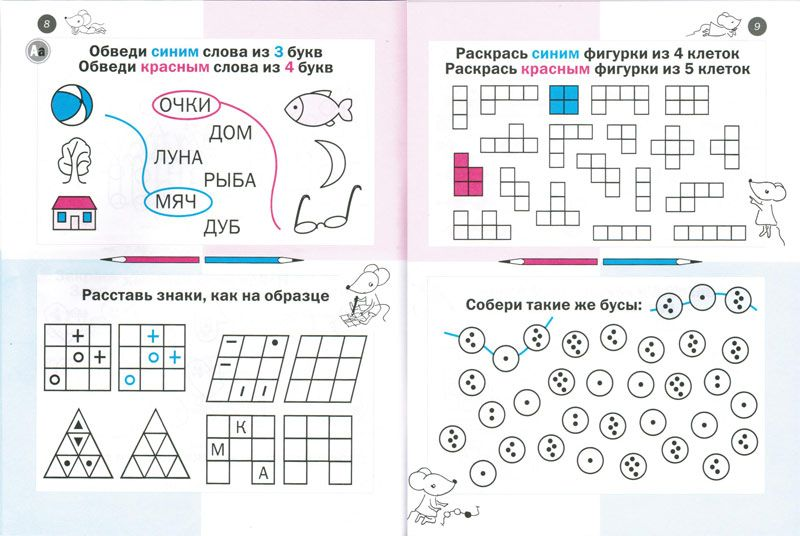 8
Аа
Обведи синим слова из 3 букв
Обведи красным слова из 4 букв
ОЧКИ
ДОМ
ЛУНА
РЫБА
МЯЧ
ДУБ
Расставь знаки, как на образце
К
М
А
9
Раскрась синим фигурки из 4 клеток
Раскрась красным фигурки из 5 клеток
Собери такие же бусы: